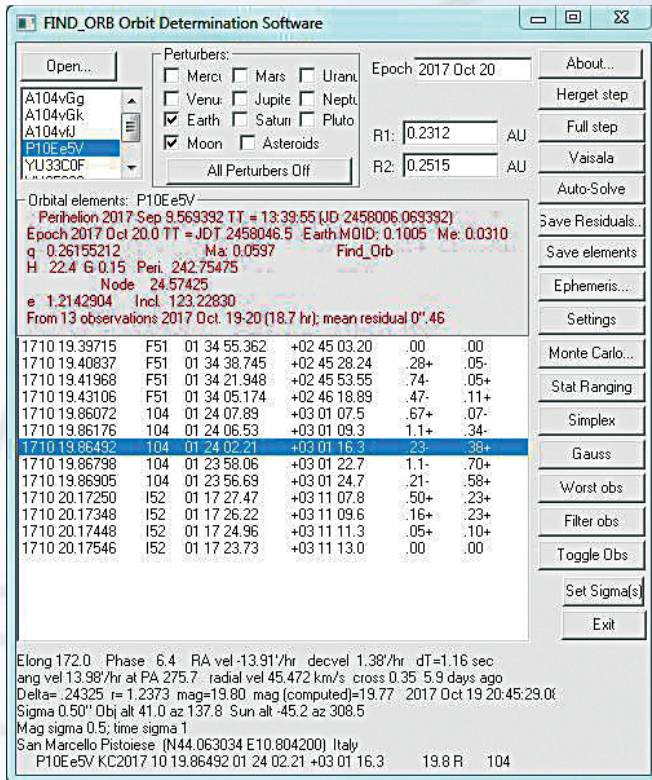 FIND_ORB Orbit Determination Software
Open...
Perturbers:
Mercu Mars Uranu
Venu: Jupite Neptu
Earth Saturi Pluto
Moon Asteroids
All Perturbers Off
Epoch 2017 Oct 20
R1: 0.2312 AU
R2: 0.2515 AU
A104vGg
A104vGk
A104vfJ
P10Ee5V
YU33C0F
Orbital elements: P10Ee5V
Perihelion 2017 Sep 9.569392 TT = 13:39:55 (JD 2458006.069392)
Epoch 2017 Oct 20.0 TT = JDT 2458046.5 Earth MOID: 0.1005 Me: 0.0310
q 0.26155212 Ma: 0.0597 Find_Orb
H 22.4 G 0.15 Peri. 242.75475
Node 24.57425
e 1.2142904 Incl. 123.22830
From 13 observations 2017 Oct. 19-20 (18.7 hr); mean residual 0".46
1710 19.39715 F51 01 34 55.362 +02 45 03.20 .00 .00
1710 19.40837 F51 01 34 38.745 +02 45 28.24 .28+ .05-
1710 19.41968 F51 01 34 21.948 +02 45 53.55 .74- .05+
1710 19.43106 F51 01 34 05.174 +02 46 18.89 .47- .11+
1710 19.86072 104 01 24 07.89 +03 01 07.5 .67+ .07-
1710 19.86176 104 01 24 06.53 +03 01 09.3 1.1+ .34-
1710 19.86492 104 01 24 02.21 +03 01 16.3 .23- .38+
1710 19.86798 104 01 23 58.06 +03 01 22.7 1.1- .70+
1710 19.86905 104 01 23 56.69 +03 01 24.7 .21- .58+
1710 20.17250 I52 01 17 27.47 +03 11 07.8 .50+ .23+
1710 20.17348 I52 01 17 26.22 +03 11 09.6 .16+ .23+
1710 20.17448 I52 01 17 24.96 +03 11 11.3 .05+ .10+
1710 20.17546 I52 01 17 23.73 +03 11 13.0 .00 .00
Elong 172.0 Phase 6.4 RA vel -13.91'/hr decvel 1.38'/hr dT=1.16 sec
ang vel 13.98'/hr at PA 275.7 radial vel 45.472 km/s cross 0.35 5.9 days ago
Delta= .24325 r= 1.2373 mag=19.80 mag (computed)=19.77 2017 Oct 19 20:45:29.08
Sigma 0.50" Obj alt 41.0 az 137.8 Sun alt -45.2 az 308.5
Mag sigma 0.5; time sigma 1
San Marcello Pistoiese (N44.063034 E10.804200) Italy
P10Ee5V KC2017 10 19.86492 01 24 02.21 +03 01 16.3 19.8 R 104
About...
Herget step
Full step
Vaisala
Auto-Solve
Save Residuals..
Save elements
Ephemeris...
Settings
Monte Carlo...
Stat Ranging
Simplex
Gauss
Worst obs
Filter obs
Toggle Obs
Set Sigma(s)
Exit